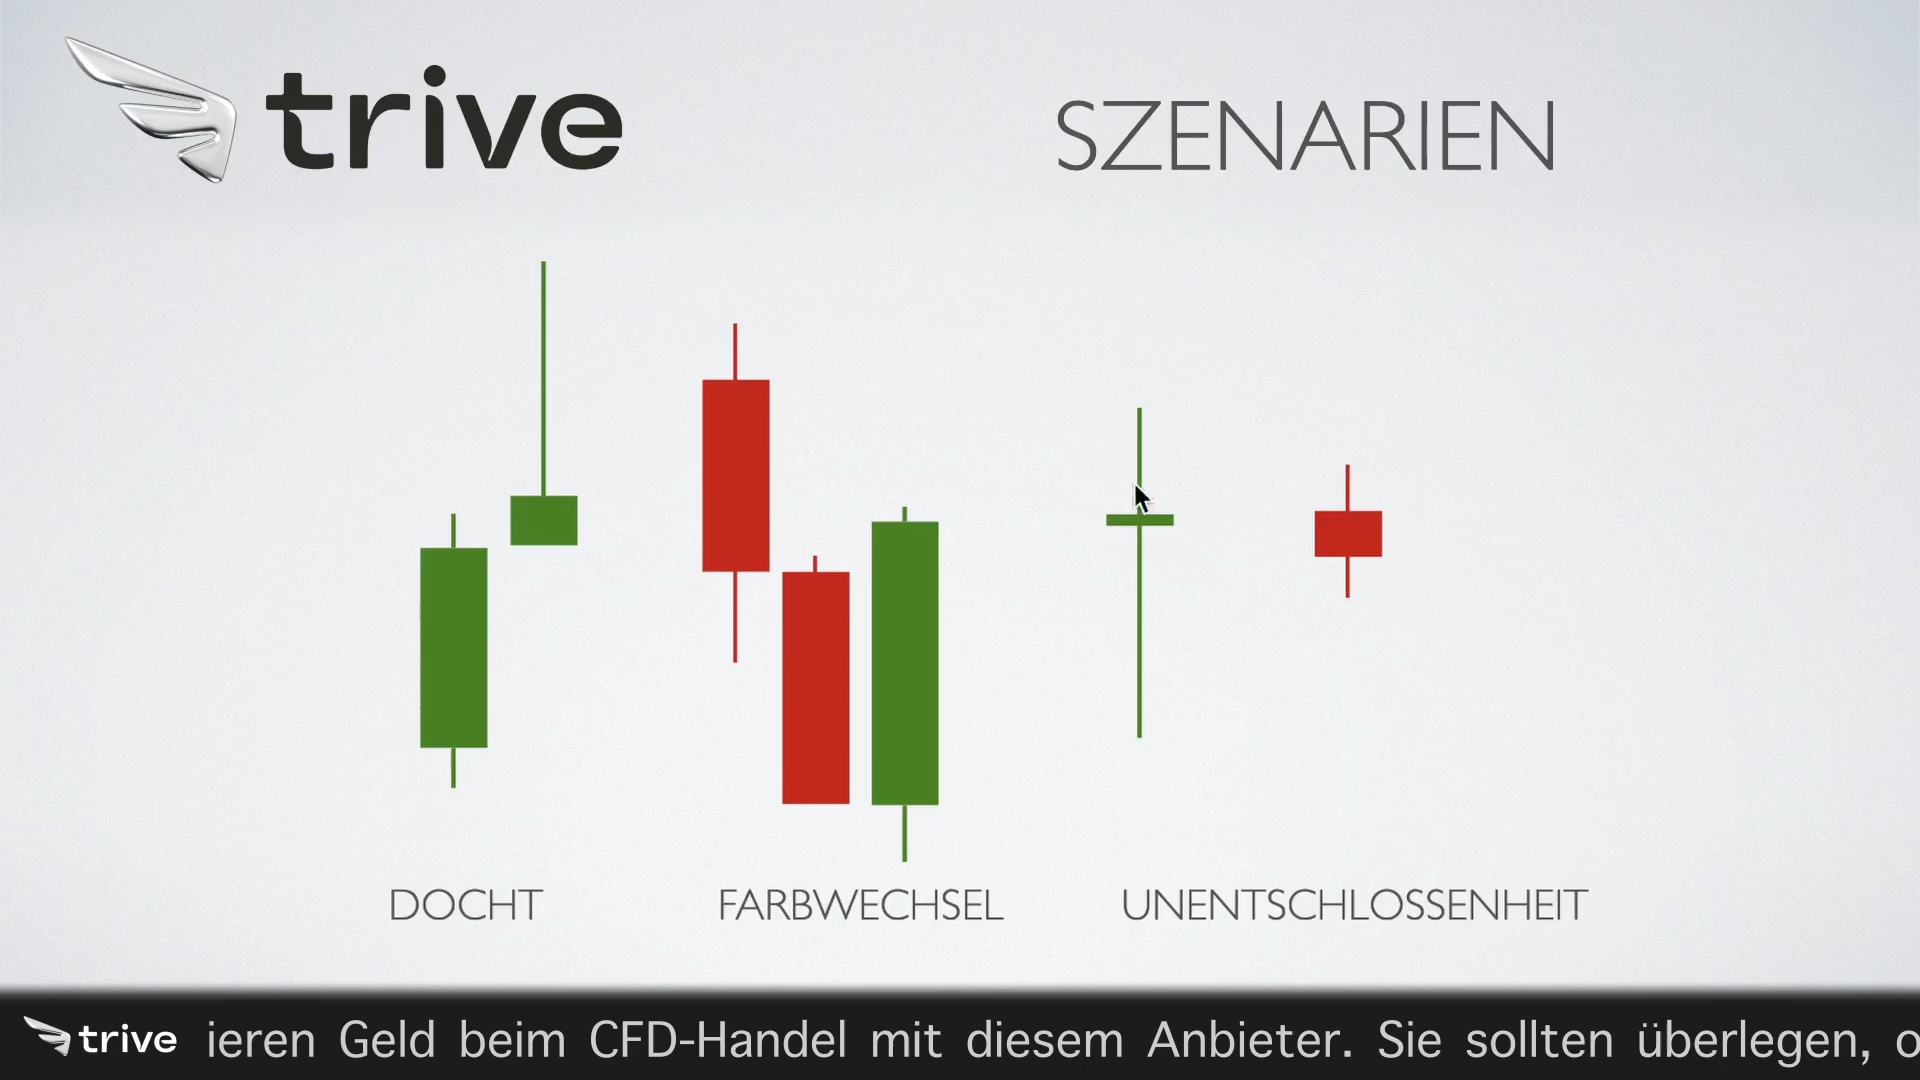 trive
SZENARIEN
DOCHT
FARBWECHSEL
UNENTSCHLOSSENHEIT
trive
ieren Geld beim CFD-Handel mit diesem Anbieter. Sie sollten überlegen,